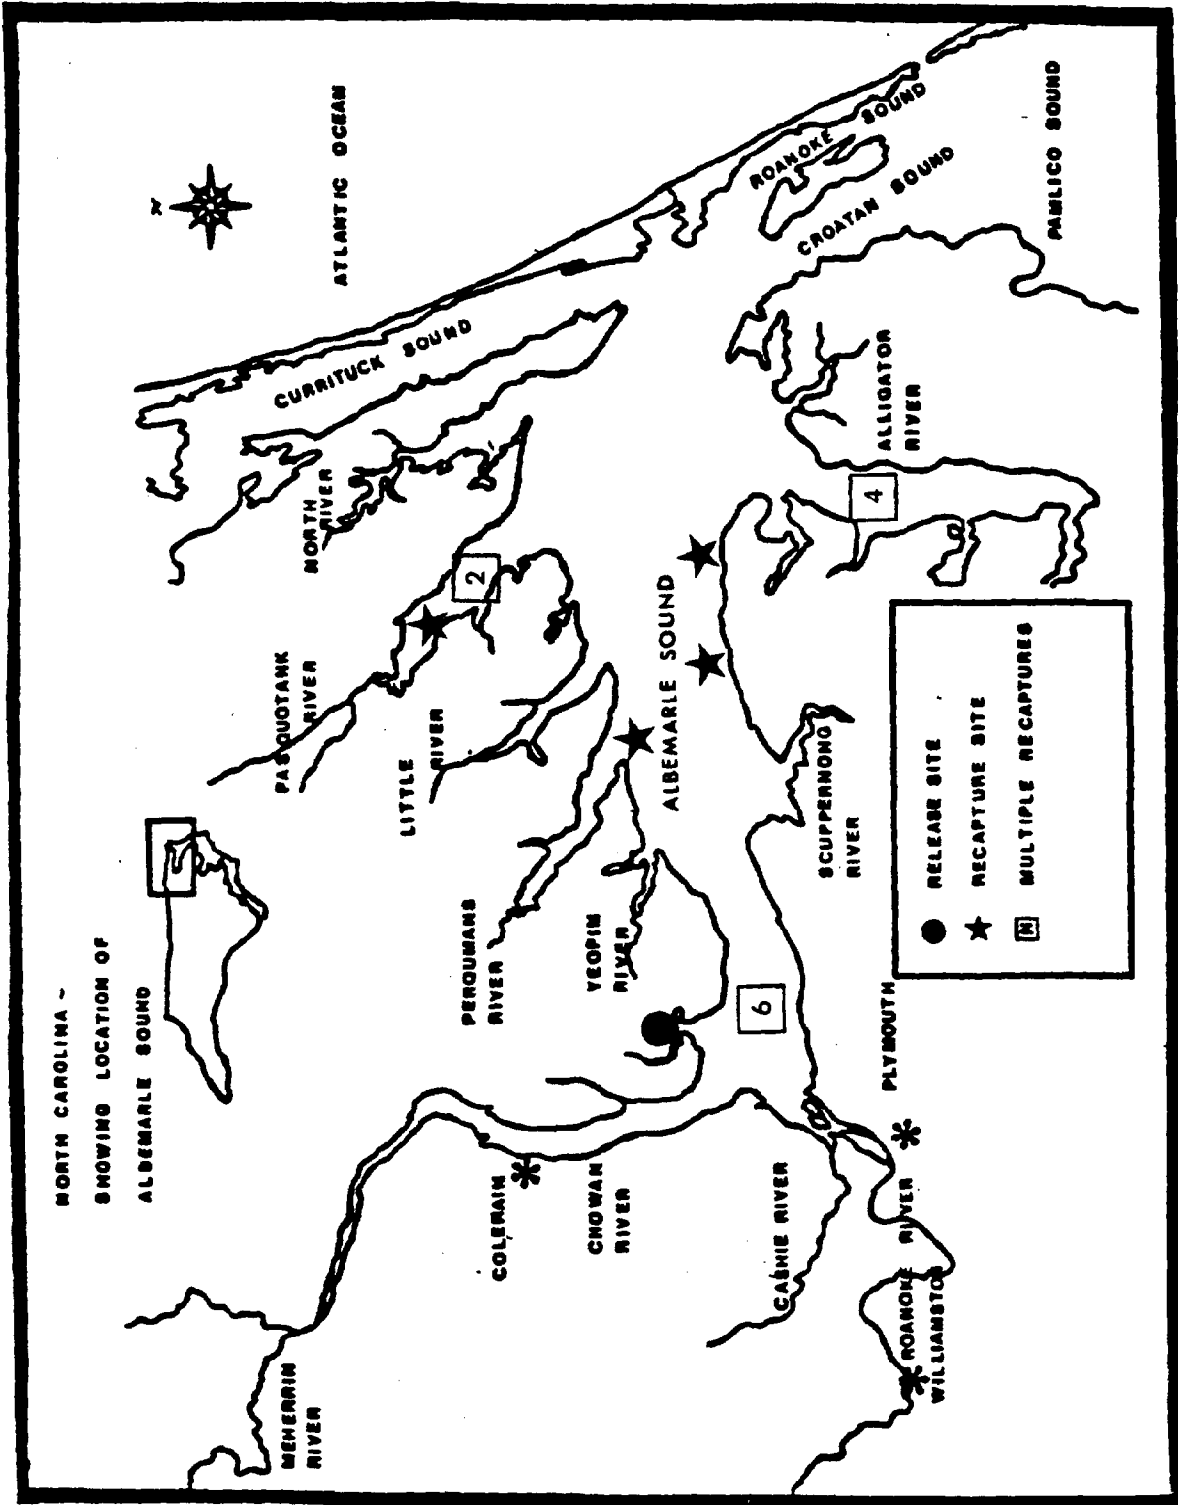 NORTH CAROLINA ~
SHOWING LOCATION OF
ALBEMARLE SOUND
N
ATLANTIC OCEAN
CURRITUCK SOUND
NORTH
RIVER
PASQUOTANK
RIVER
2
LITTLE
RIVER
PERQUIMANS
RIVER
YEOPIM
RIVER
MEHERRIN
RIVER
COLERAIN
CHOWAN
RIVER
CASHIE RIVER
6
ALBEMARLE SOUND
ROANOKE SOUND
CROATAN SOUND
PAMLICO SOUND
ALLIGATOR
RIVER
4
SCUPPERNONG
RIVER
PLYMOUTH
ROANOKE RIVER
WILLIAMSTON
RELEASE SITE
RECAPTURE SITE
N MULTIPLE RECAPTURES